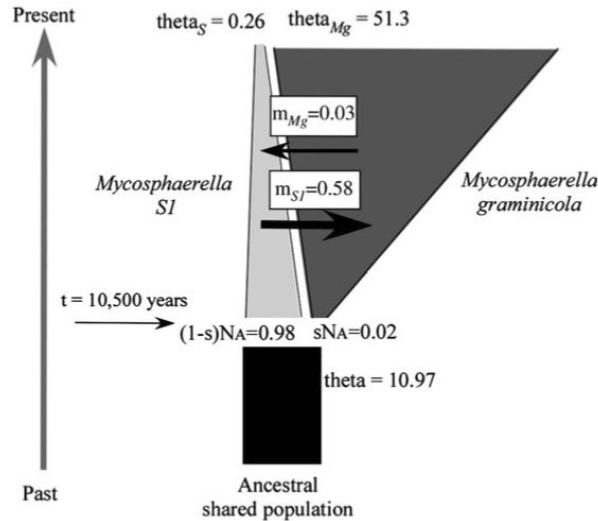 Present
theta_S = 0.26 theta_Mg = 51.3
m_Mg=0.03
Mycosphaerella
S1
m_S1=0.58
Mycosphaerella
graminicola
t = 10,500 years
(1-s)NA=0.98 sNA=0.02
theta = 10.97
Past
Ancestral
shared population